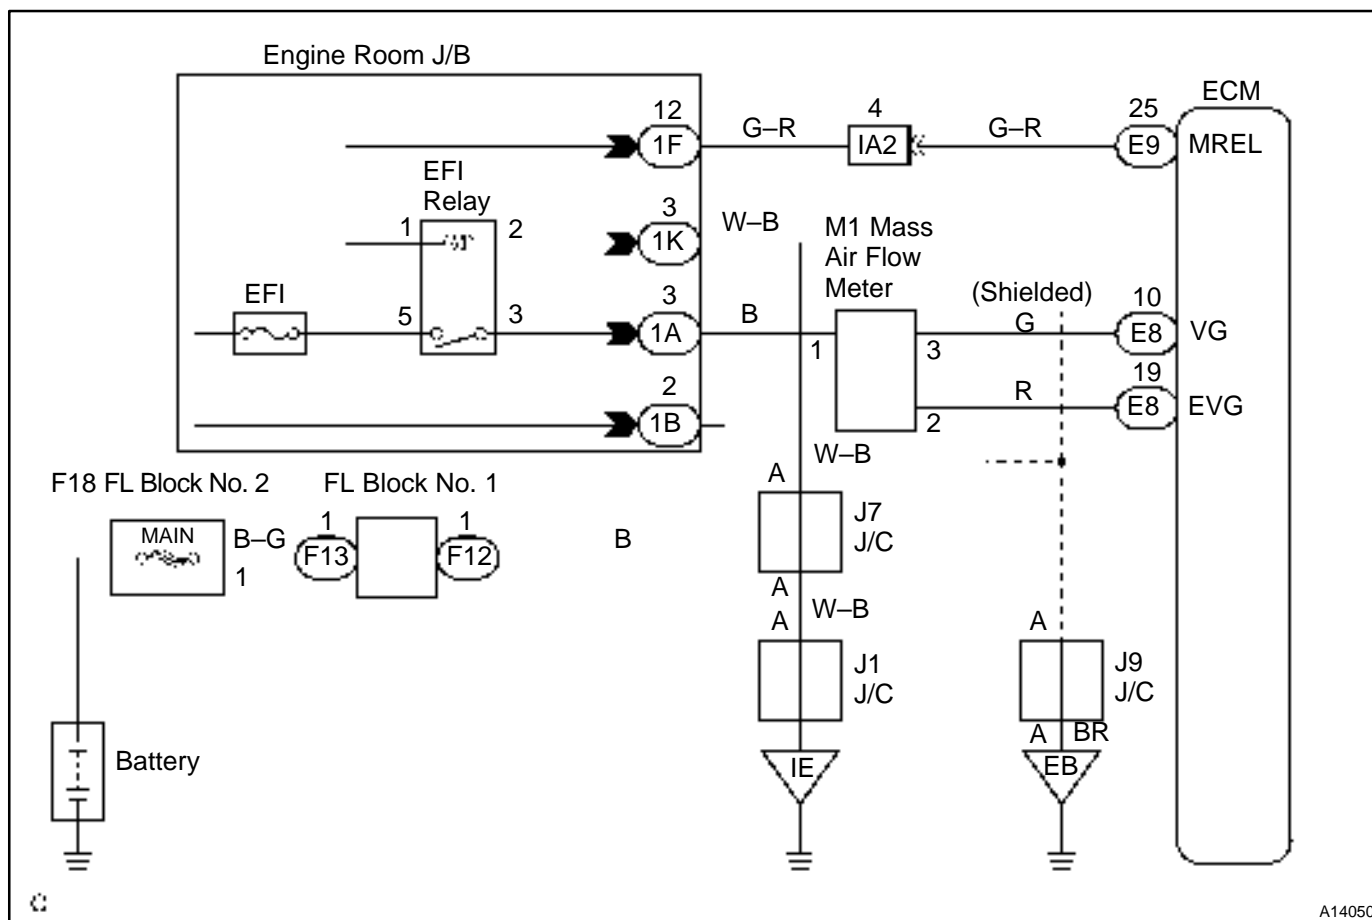 Engine Room J/B
ECM
12
4
25
1F
G–R
IA2
G–R
E9
MREL
EFI
Relay
1
2
3
1K
W–B
M1 Mass
Air Flow
Meter
(Shielded)
EFI
5
3
3
1A
B
1
3
G
10
E8
VG
2
1B
2
R
19
E8
EVG
W–B
F18 FL Block No. 2
FL Block No. 1
A
J7
J/C
MAIN
B–G
1
1
F13
1
F12
B
A
W–B
A
J1
J/C
A
J9
J/C
A
BR
Battery
IE
EB
A14050